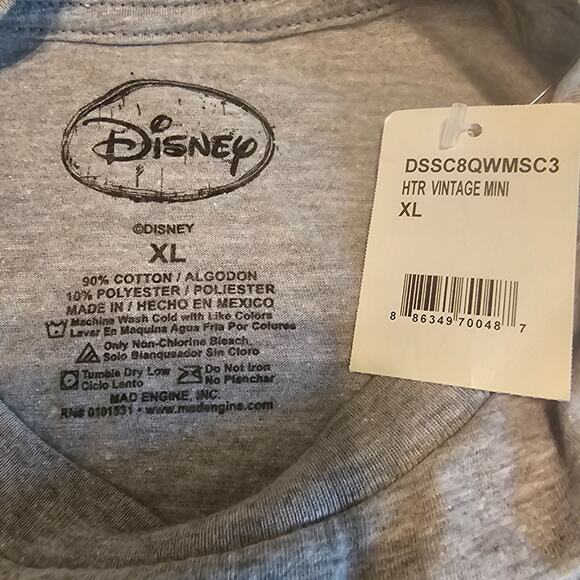 Disney
©DISNEY
XL
90% COTTON / ALGODON
10% POLYESTER / POLIESTER
MADE IN / HECHO EN MEXICO
Machine Wash Cold with Like Colors
Lavar En Maquina Agua Fria Por Colores
Only Non-Chlorine Bleach
Solo Blanqueador Sin Cloro
Tumble Dry Low
Ciclo Lento
Do Not Iron
No Planchar
MAD ENGINE, INC.
RN# 0101531 • www.madengine.com
DSSC8QWMSC3
HTR VINTAGE MINI
XL
8 86349 70048 7